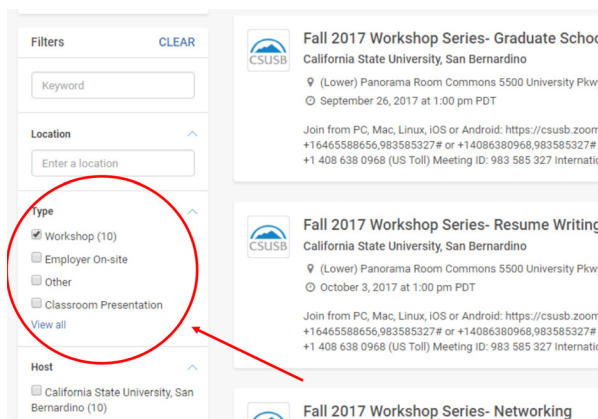 Filters CLEAR
Keyword
Location
Enter a location
Type
Workshop (10)
Employer On-site
Other
Classroom Presentation
View all
Host
California State University, San
Bernardino (10)
CSUSB
Fall 2017 Workshop Series- Graduate Schoo
California State University, San Bernardino
(Lower) Panorama Room Commons 5500 University Pkw
September 26, 2017 at 1:00 pm PDT
Join from PC, Mac, Linux, iOS or Android: https://csusb.zoom
+16465588656,983585327# or +14086380968,983585327#
+1 408 638 0968 (US Toll) Meeting ID: 983 585 327 Internatio
CSUSB
Fall 2017 Workshop Series- Resume Writing
California State University, San Bernardino
(Lower) Panorama Room Commons 5500 University Pkw
October 3, 2017 at 1:00 pm PDT
Join from PC, Mac, Linux, iOS or Android: https://csusb.zoom
+16465588656,983585327# or +14086380968,983585327#
+1 408 638 0968 (US Toll) Meeting ID: 983 585 327 Internatio
Fall 2017 Workshop Series- Networking